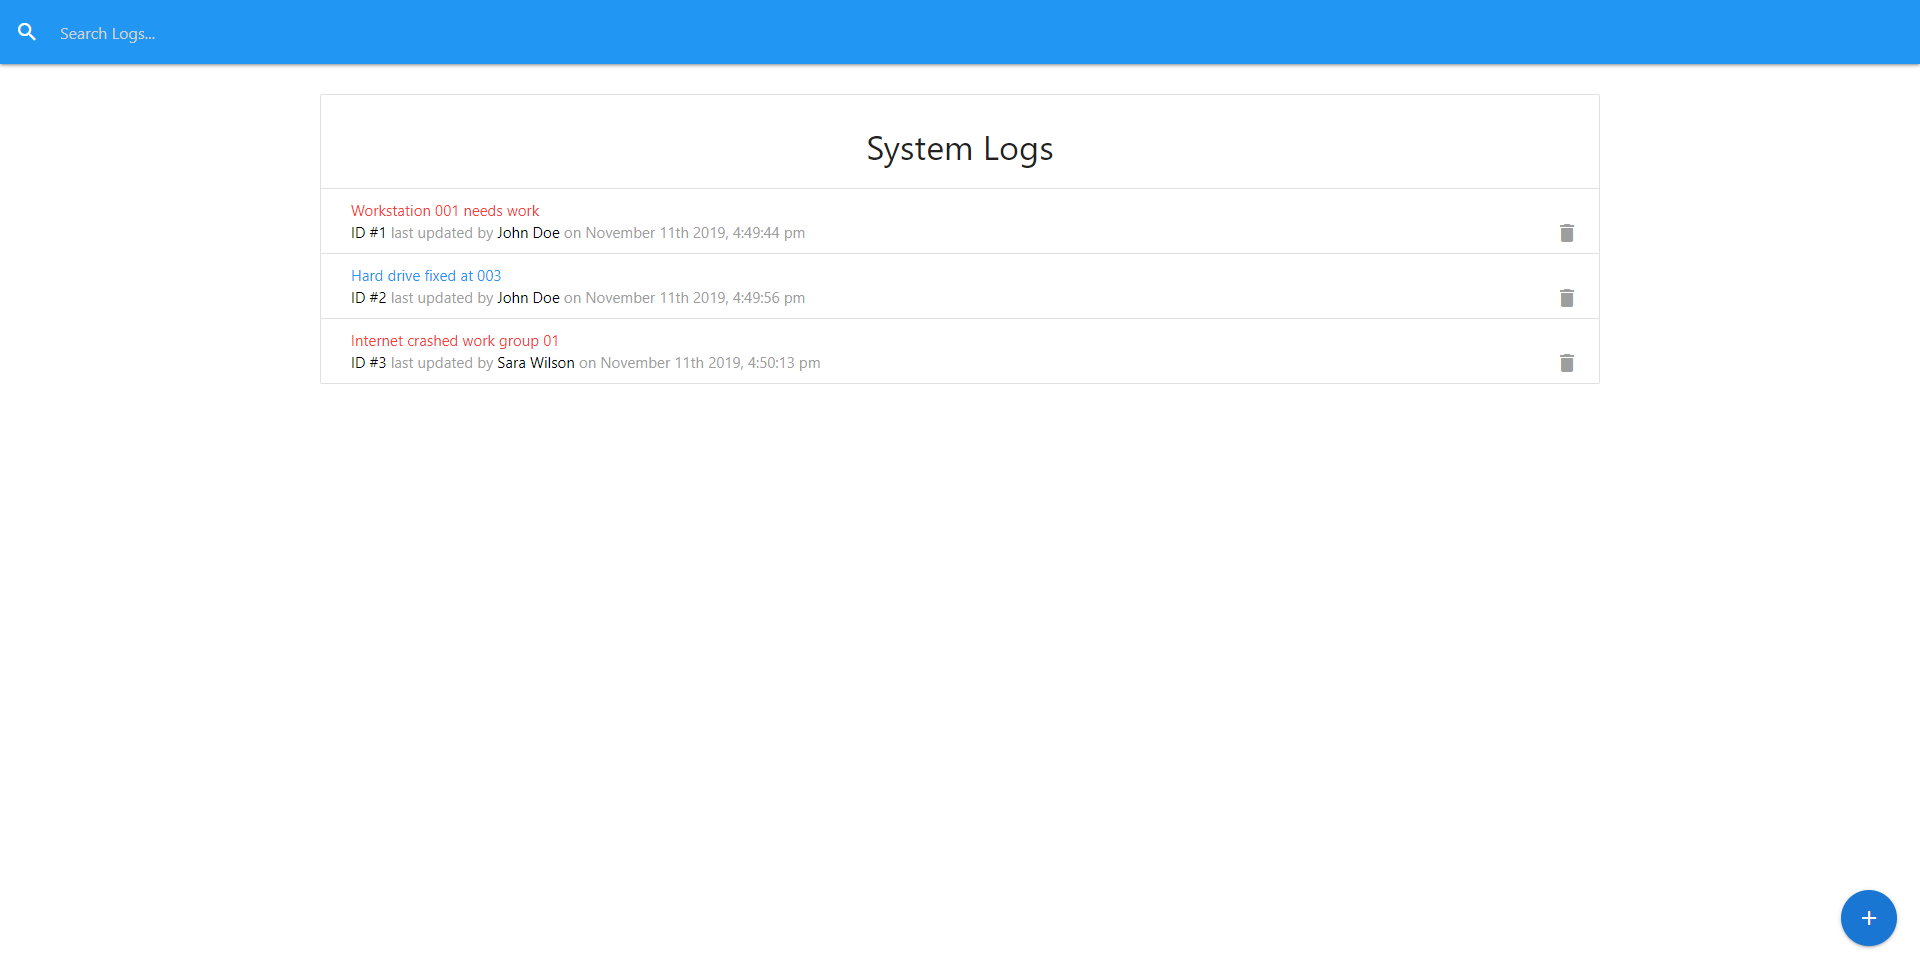 Search Logs...
System Logs
Workstation 001 needs work
ID #1 last updated by John Doe on November 11th 2019, 4:49:44 pm
Hard drive fixed at 003
ID #2 last updated by John Doe on November 11th 2019, 4:49:56 pm
Internet crashed work group 01
ID #3 last updated by Sara Wilson on November 11th 2019, 4:50:13 pm